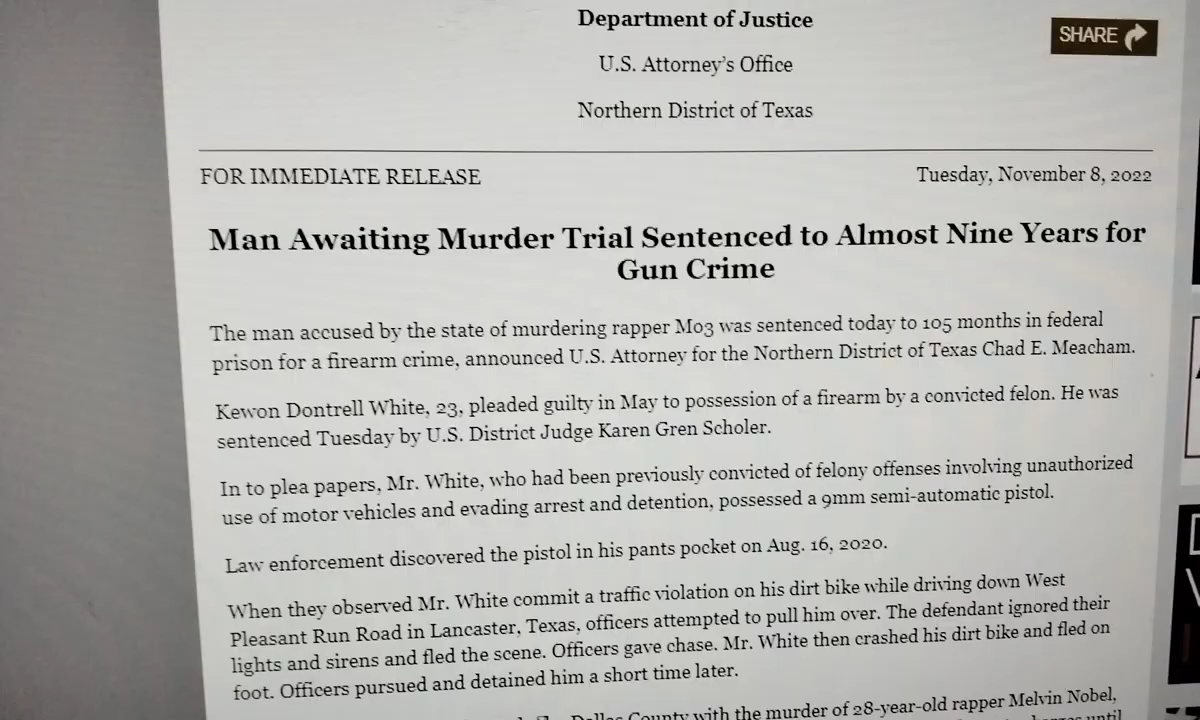 Department of Justice
SHARE
U.S. Attorney's Office
Northern District of Texas
FOR IMMEDIATE RELEASE
Tuesday, November 8, 2022
Man Awaiting Murder Trial Sentenced to Almost Nine Years for
Gun Crime
The man accused by the state of murdering rapper Mo3 was sentenced today to 105 months in federal
prison for a firearm crime, announced U.S. Attorney for the Northern District of Texas Chad E. Meacham.
Kewon Dontrell White, 23, pleaded guilty in May to possession of a firearm by a convicted felon. He was
sentenced Tuesday by U.S. District Judge Karen Gren Scholer.
In to plea papers, Mr. White, who had been previously convicted of felony offenses involving unauthorized
use of motor vehicles and evading arrest and detention, possessed a 9mm semi-automatic pistol.
Law enforcement discovered the pistol in his pants pocket on Aug. 16, 2020.
When they observed Mr. White commit a traffic violation on his dirt bike while driving down West
Pleasant Run Road in Lancaster, Texas, officers attempted to pull him over. The defendant ignored their
lights and sirens and fled the scene. Officers gave chase. Mr. White then crashed his dirt bike and fled on
foot. Officers pursued and detained him a short time later.
Dallas County with the murder of 28-year-old rapper Melvin Nobel,
until